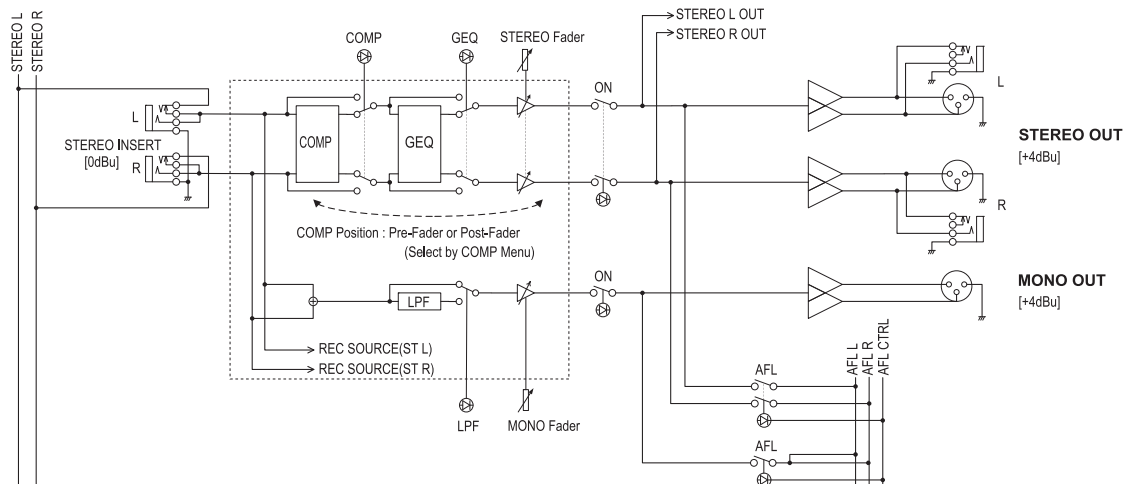 STEREO L
STEREO R
STEREO L OUT
STEREO R OUT
COMP
GEQ
STEREO Fader
ON
L
L
STEREO INSERT
[0dBu]
R
COMP
GEQ
STEREO OUT
[+4dBu]
R
COMP Position : Pre-Fader or Post-Fader
(Select by COMP Menu)
ON
LPF
MONO OUT
[+4dBu]
REC SOURCE(ST L)
REC SOURCE(ST R)
AFL L
AFL R
AFL CTRL
AFL
LPF
MONO Fader
AFL